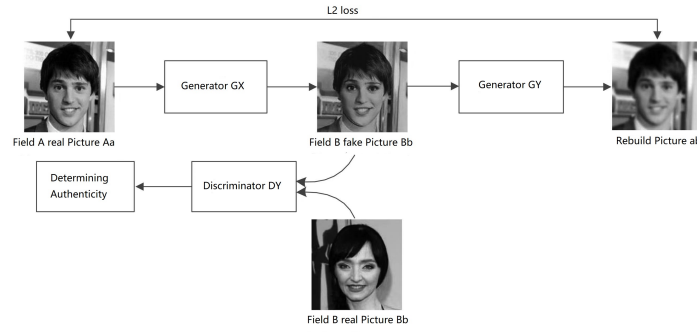 L2 loss
Generator GX
Generator GY
Field A real Picture Aa
Field B fake Picture Bb
Rebuild Picture
Determining
Authenticity
Discriminator DY
Field B real Picture Bb